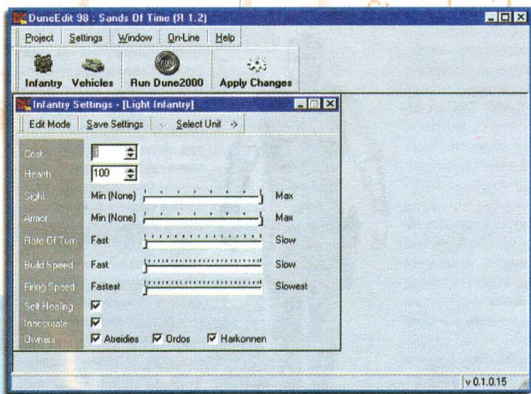 DuneEdit 98 : Sands Of Time (Я 1.2)
Project Settings Window On-Line Help
Infantry Vehicles Run Dune2000 Apply Changes
Infantry Settings - [Light Infantry]
Edit Mode Save Settings <- Select Unit ->
Cost
Health 100
Sight Min (None) Max
Armor Min (None) Max
Rate Of Turn Fast Slow
Build Speed Fast Slow
Firing Speed Fastest Slowest
Self Healing
Inaccurate
Owners Atreidies Ordos Harkonnen
v 0.1.0.15